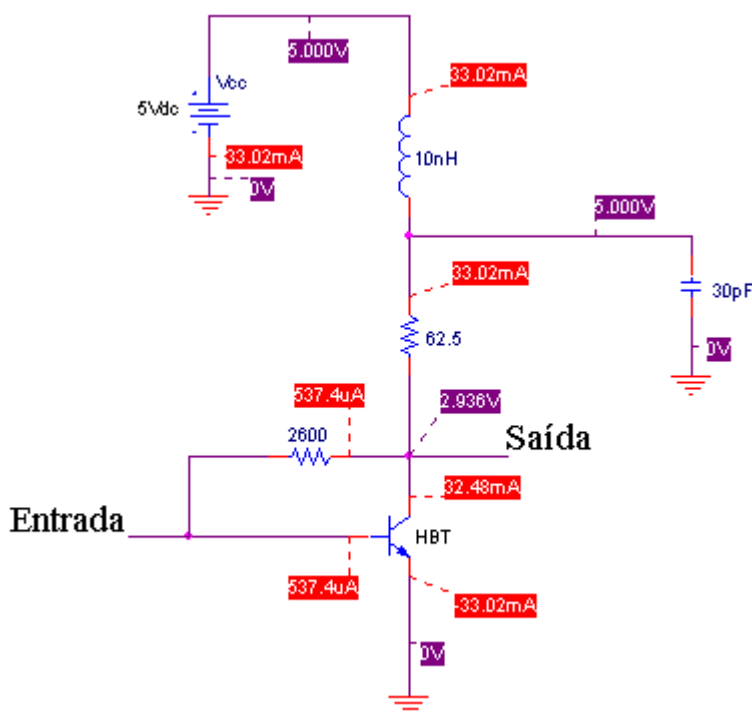 5.000V
33.02mA
Vcc
5Vdc
10nH
33.02mA
0V
5.000V
33.02mA
30pF
62.5
0V
537.4uA
2.936V
2600
Saída
32.48mA
Entrada
HBT
537.4uA
-33.02mA
0V